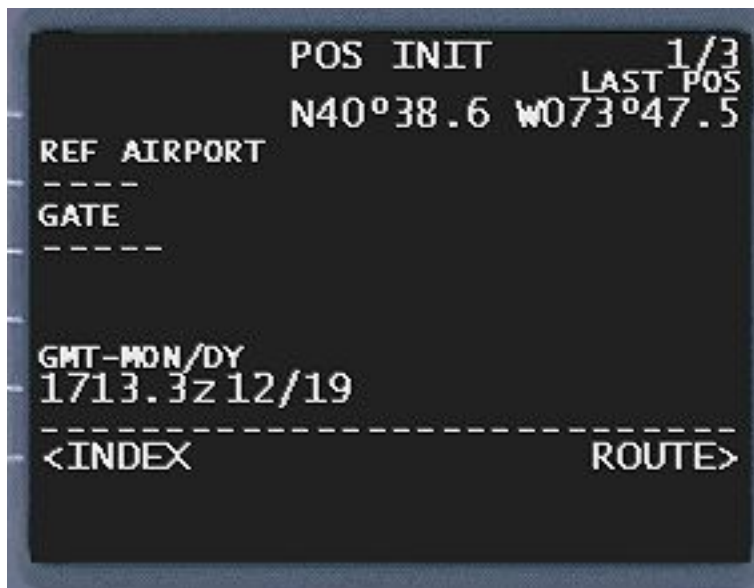 POS INIT 1/3
LAST POS
N40º38.6 W073º47.5
REF AIRPORT
----
GATE
-----
GMT-MON/DY
1713.3z 12/19
------------------------------
<INDEX ROUTE>